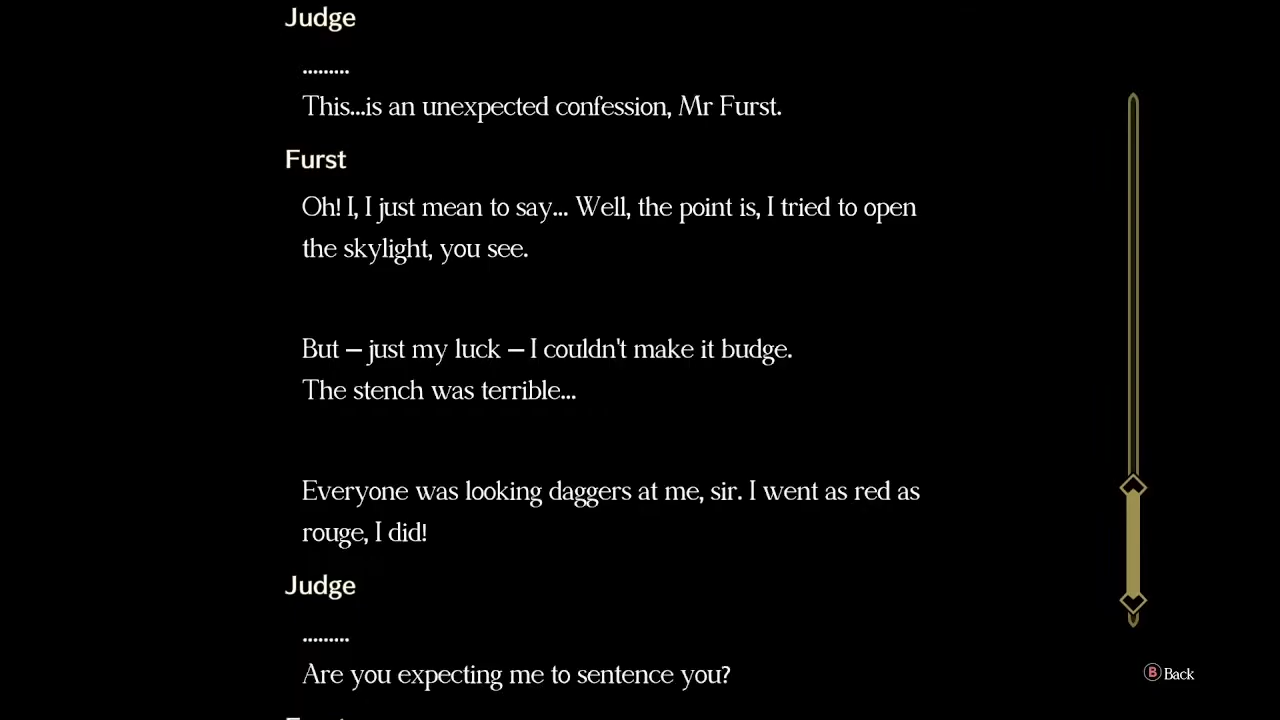 Judge
.........
This...is an unexpected confession, Mr Furst.
Furst
Oh! I, I just mean to say... Well, the point is, I tried to open
the skylight, you see.
But – just my luck – I couldn't make it budge.
The stench was terrible...
Everyone was looking daggers at me, sir. I went as red as
rouge, I did!
Judge
.........
Are you expecting me to sentence you?
B Back